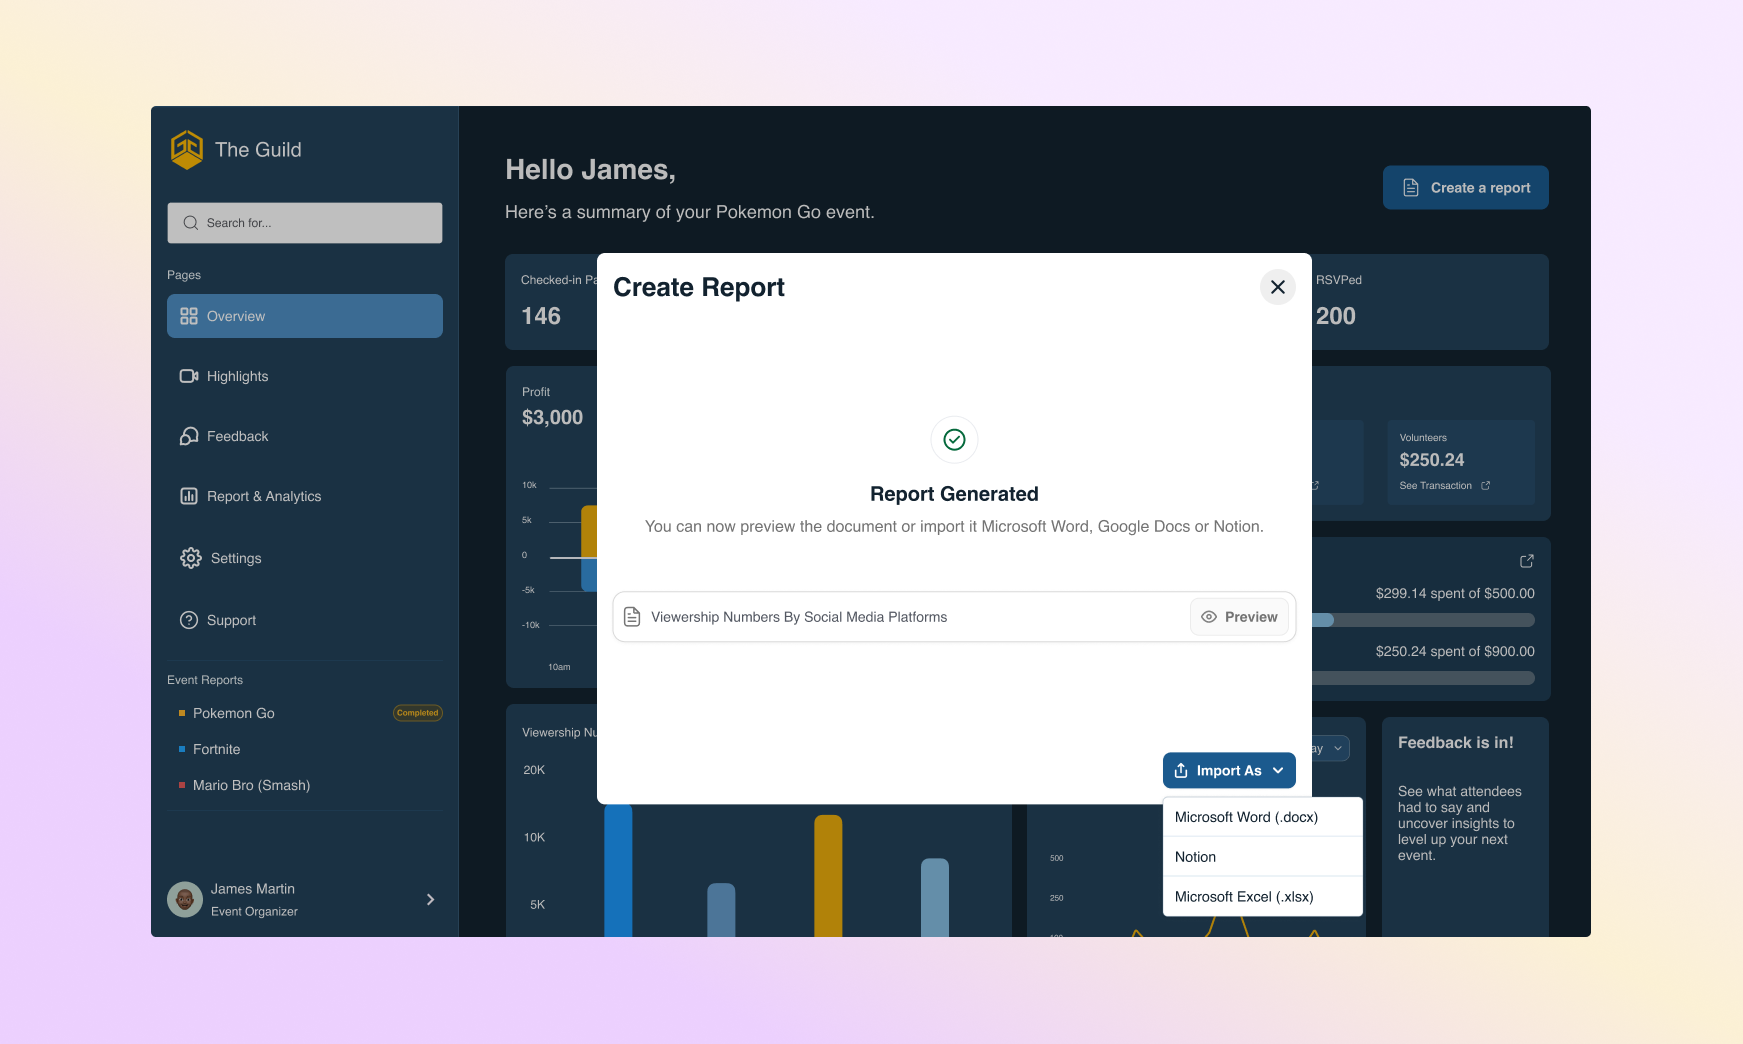 The Guild
Search for...
Pages
Overview
Highlights
Feedback
Report & Analytics
Settings
Support
Event Reports
Pokemon Go
Completed
Fortnite
Mario Bro (Smash)
James Martin
Event Organizer
Hello James,
Here's a summary of your Pokemon Go event.
Create a report
Checked-in
146
RSVPed
200
Profit
$3,000
10k
5k
0
-5k
-10k
10am
Volunteers
$250.24
See Transaction
$299.14 spent of $500.00
$250.24 spent of $900.00
Create Report
Report Generated
You can now preview the document or import it Microsoft Word, Google Docs or Notion.
Viewership Numbers By Social Media Platforms
Preview
Import As
Microsoft Word (.docx)
Notion
Microsoft Excel (.xlsx)
Viewership
20K
10K
5K
500
250
Feedback is in!
See what attendees
had to say and
uncover insights to
level up your next
event.